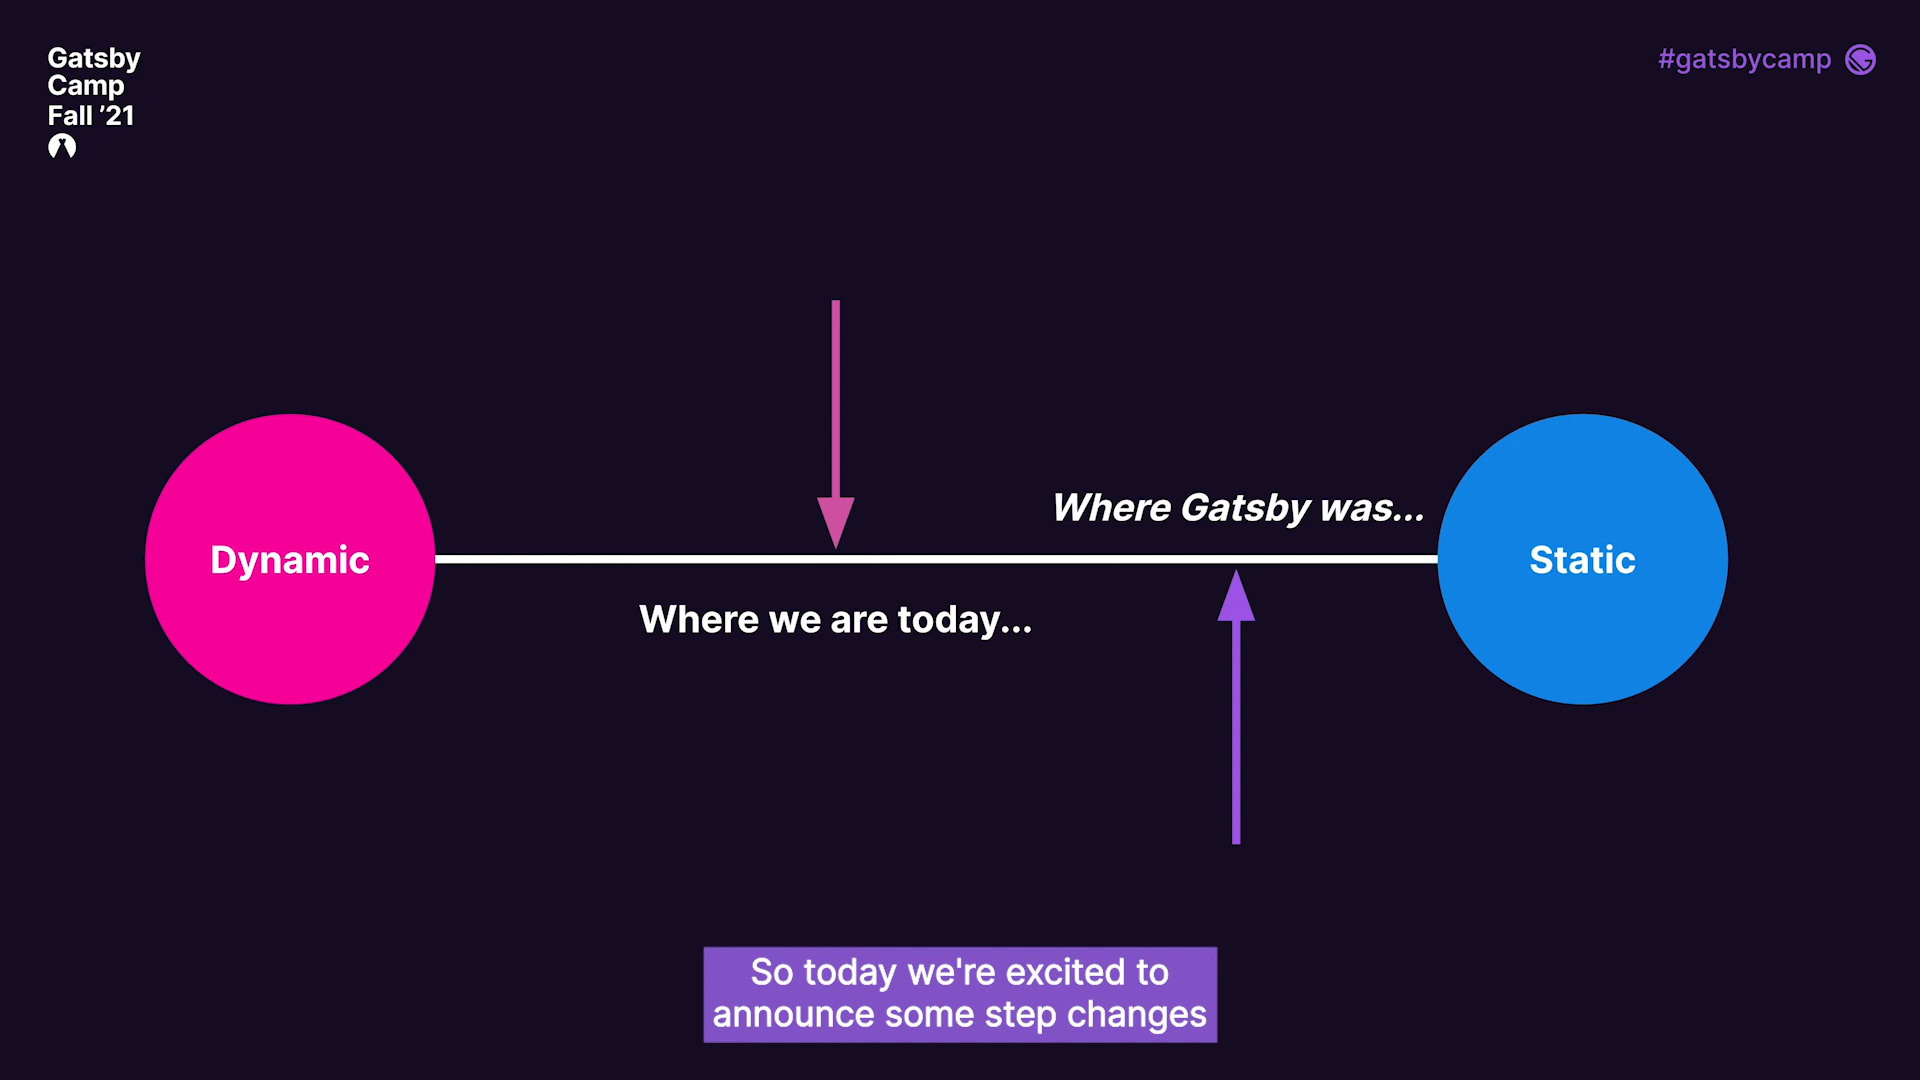 Gatsby
Camp
Fall ’21
#gatsbycamp
Where Gatsby was...
Dynamic
Static
Where we are today...
So today we're excited to
announce some step changes